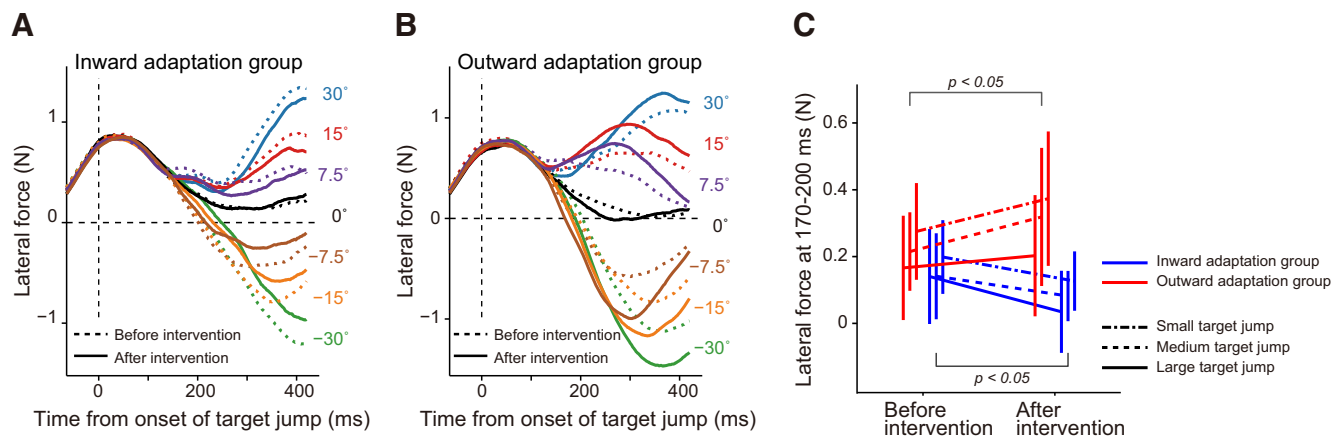 A
Inward adaptation group
Lateral force (N)
1
0
−1
30°
15°
7.5°
0°
−7.5°
−15°
−30°
Before intervention
After intervention
0
200
400
Time from onset of target jump (ms)
B
Outward adaptation group
Lateral force (N)
1
0
−1
30°
15°
7.5°
0°
−7.5°
−15°
−30°
Before intervention
After intervention
0
200
400
Time from onset of target jump (ms)
C
Lateral force at 170-200 ms (N)
0.6
0.4
0.2
0
p < 0.05
p < 0.05
Before
intervention
After
intervention
Inward adaptation group
Outward adaptation group
Small target jump
Medium target jump
Large target jump